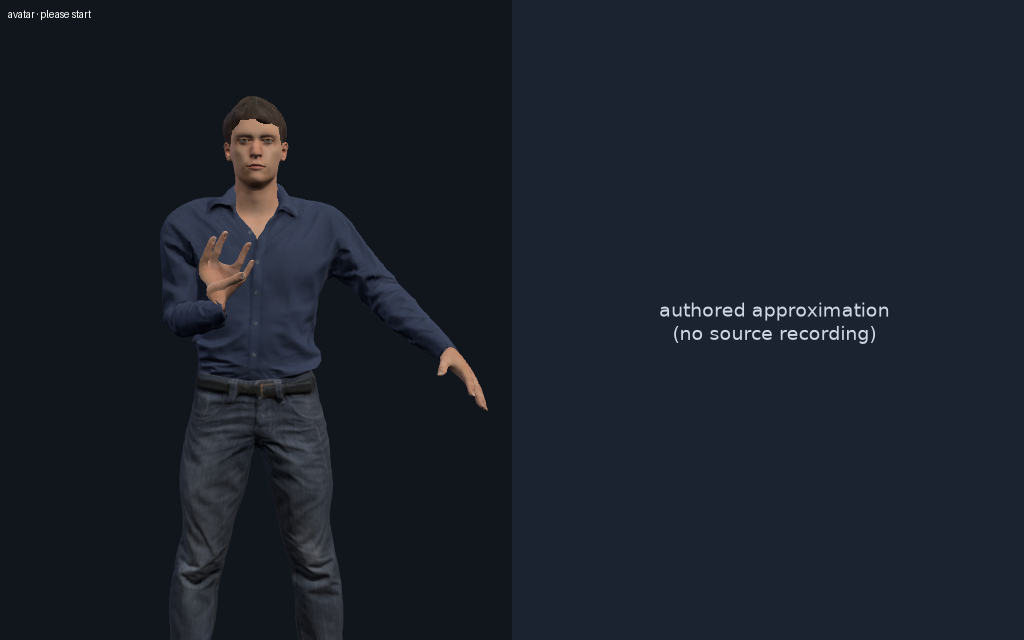 avatar · please start
authored approximation
(no source recording)